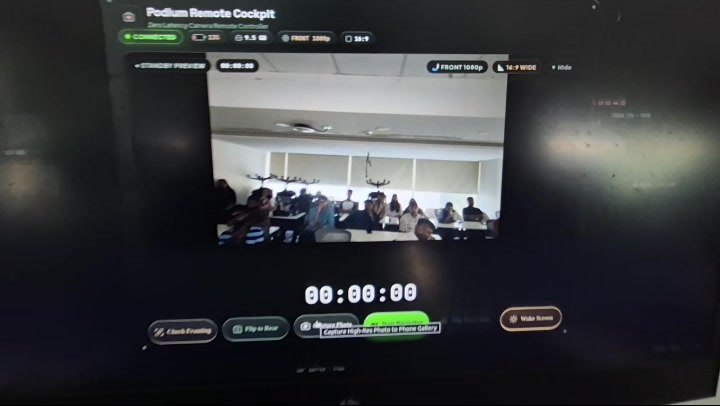 Podium Remote Cockpit
Zero Latency Camera Remote Controller
CONNECTED
9.5 GB
FRONT 1080p
16:9
STANDBY PREVIEW
00:00:00
FRONT 1080p
16:9 WIDE
Hide
00:00:00
Check Framing
Flip to Rear
Capture High-Res Photo to Phone Gallery
Wake Screen